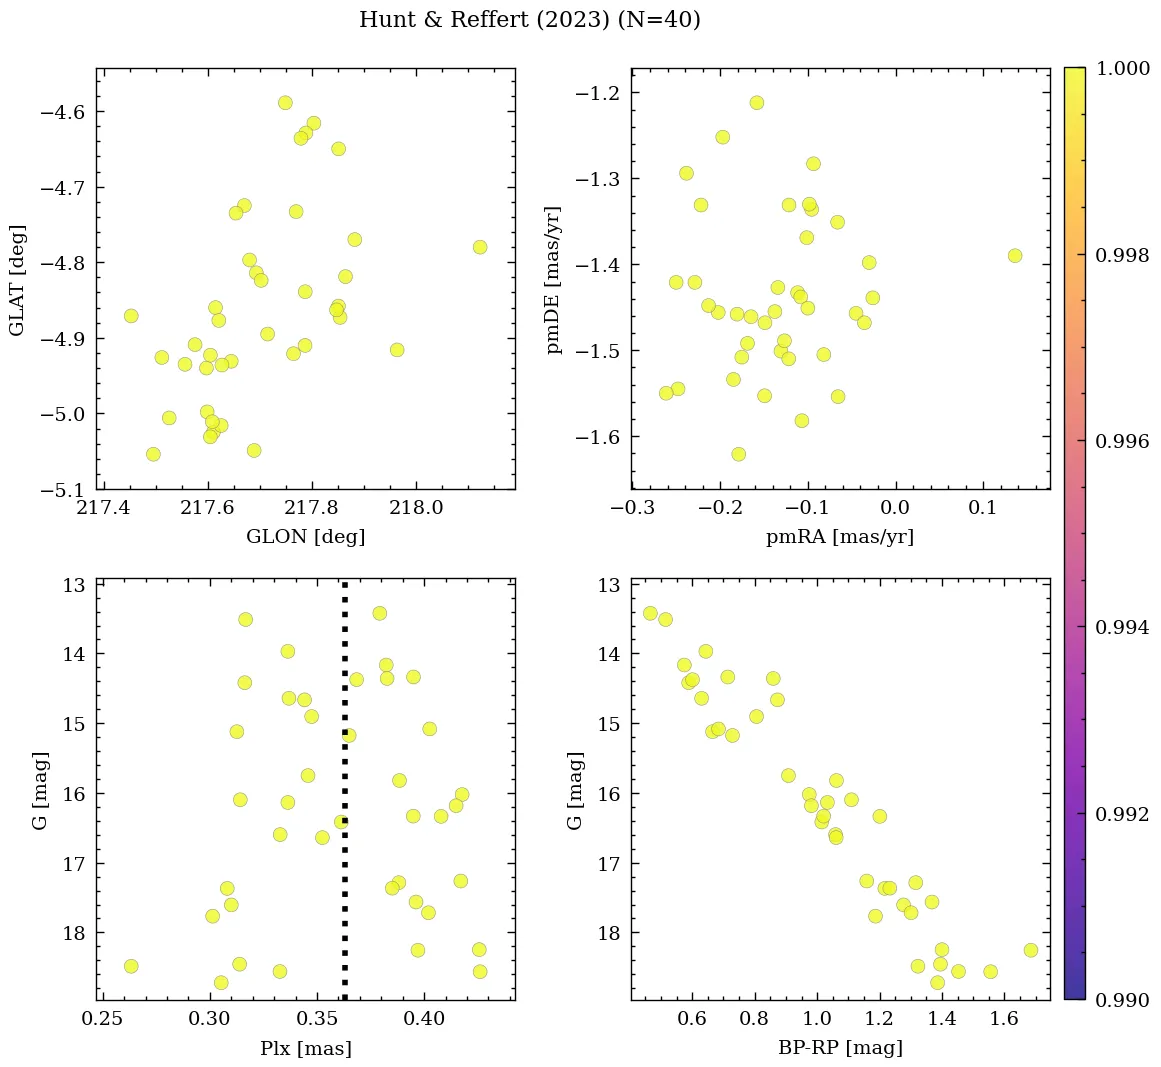 Hunt & Reffert (2023) (N=40)
−4.6
−4.7
−4.8
−4.9
−5.0
−5.1
GLAT [deg]
217.4 217.6 217.8 218.0
GLON [deg]
−1.2
−1.3
−1.4
−1.5
−1.6
pmDE [mas/yr]
−0.3 −0.2 −0.1 0.0 0.1
pmRA [mas/yr]
13
14
15
16
17
18
G [mag]
0.25 0.30 0.35 0.40
Plx [mas]
13
14
15
16
17
18
G [mag]
0.6 0.8 1.0 1.2 1.4 1.6
BP-RP [mag]
1.000
0.998
0.996
0.994
0.992
0.990